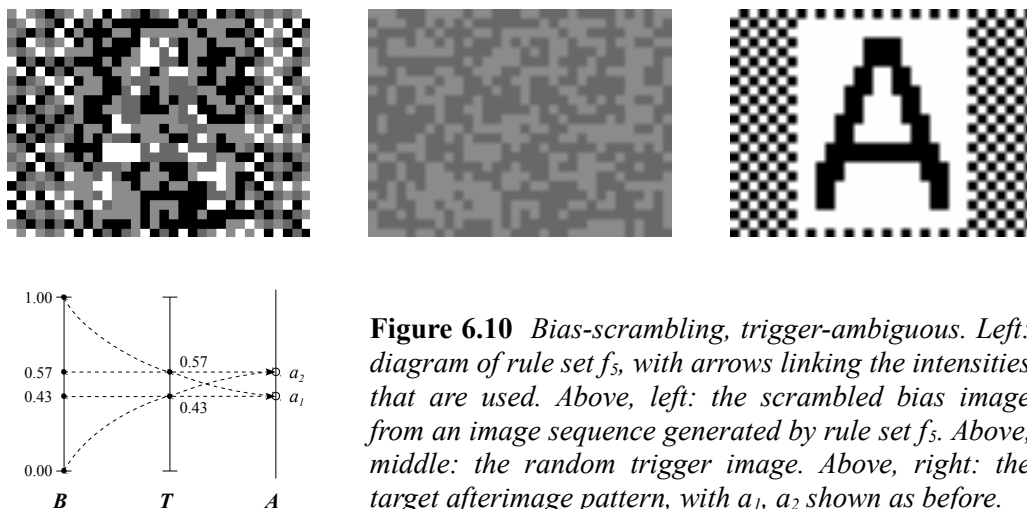 1.00
0.57
0.57
a2
0.43
a1
0.43
0.00
B T A
Figure 6.10 Bias-scrambling, trigger-ambiguous. Left:
diagram of rule set f5, with arrows linking the intensities
that are used. Above, left: the scrambled bias image
from an image sequence generated by rule set f5. Above,
middle: the random trigger image. Above, right: the
target afterimage pattern, with a1, a2 shown as before.